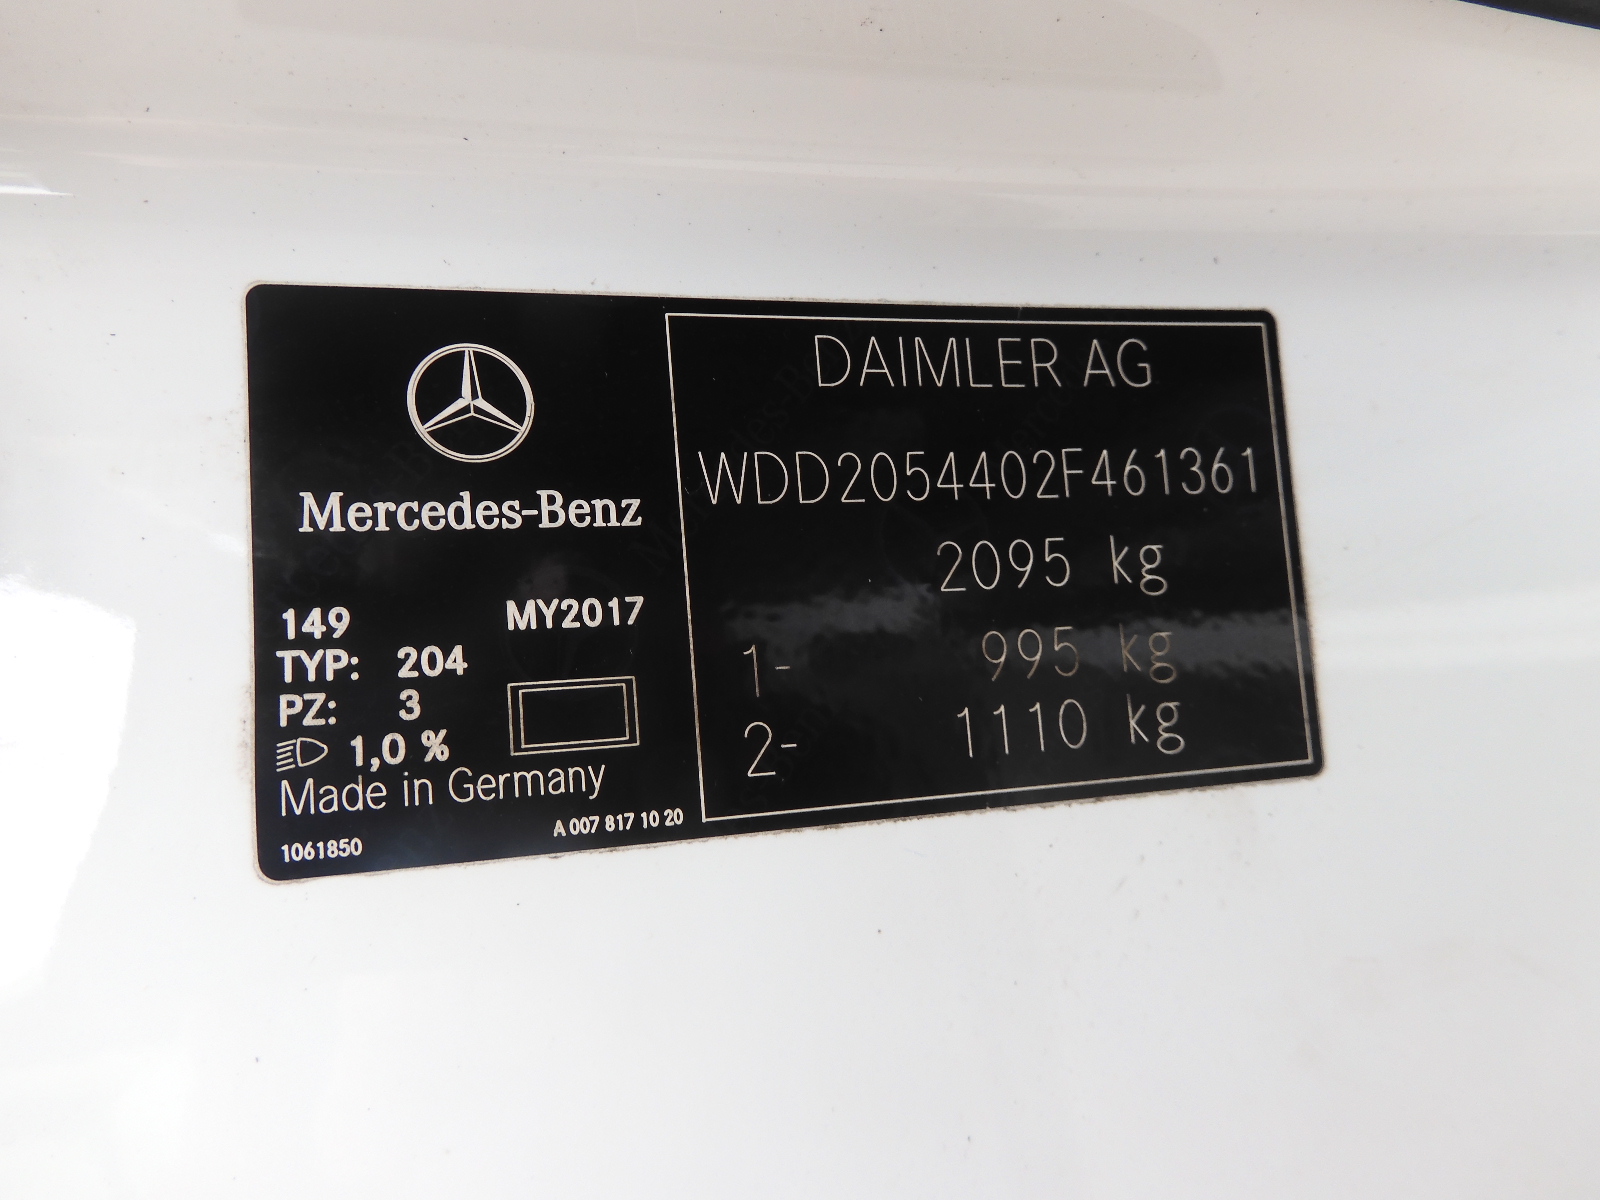 Mercedes-Benz
149 MY2017
TYP: 204
PZ: 3
1,0 %
Made in Germany
A 007 817 10 20
1061850
DAIMLER AG
WDD2054402F461361
2095 kg
1- 995 kg
2- 1110 kg